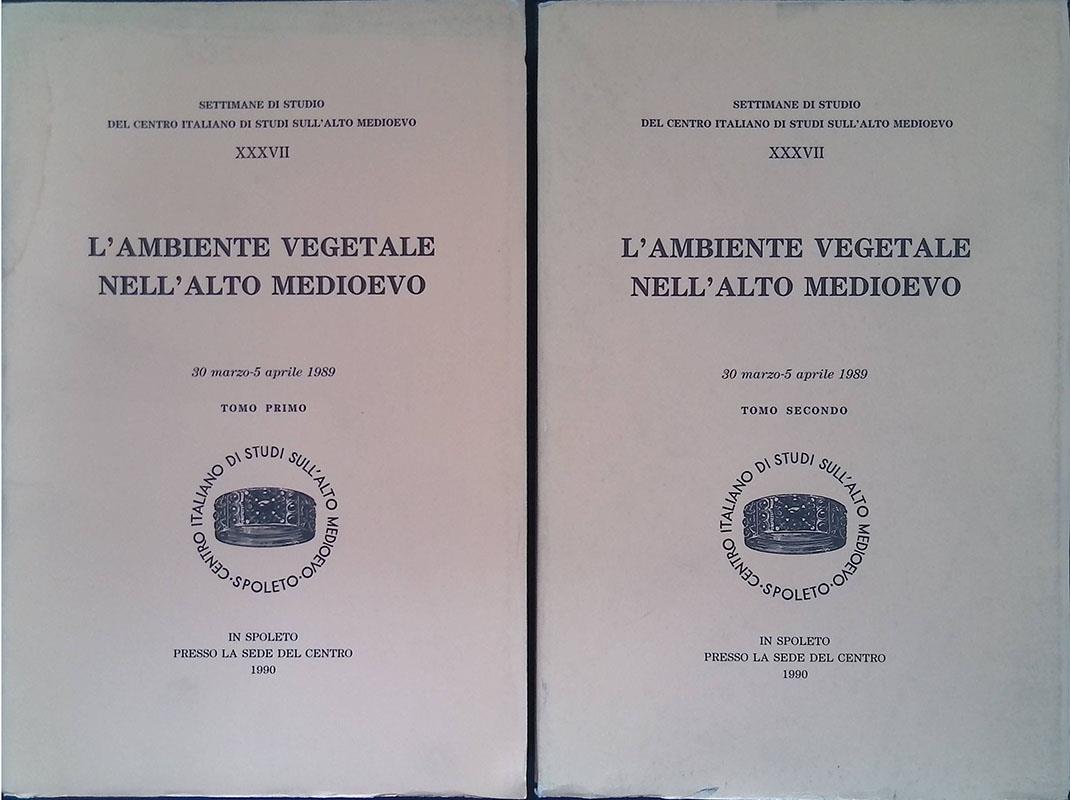 SETTIMANE DI STUDIO
DEL CENTRO ITALIANO DI STUDI SULL'ALTO MEDIOEVO
XXXVII
L'AMBIENTE VEGETALE
NELL'ALTO MEDIOEVO
30 marzo-5 aprile 1989
TOMO PRIMO
CENTRO ITALIANO DI STUDI SULL'ALTO MEDIOEVO
·SPOLETO·
IN SPOLETO
PRESSO LA SEDE DEL CENTRO
1990
SETTIMANE DI STUDIO
DEL CENTRO ITALIANO DI STUDI SULL'ALTO MEDIOEVO
XXXVII
L'AMBIENTE VEGETALE
NELL'ALTO MEDIOEVO
30 marzo-5 aprile 1989
TOMO SECONDO
CENTRO ITALIANO DI STUDI SULL'ALTO MEDIOEVO
·SPOLETO·
IN SPOLETO
PRESSO LA SEDE DEL CENTRO
1990